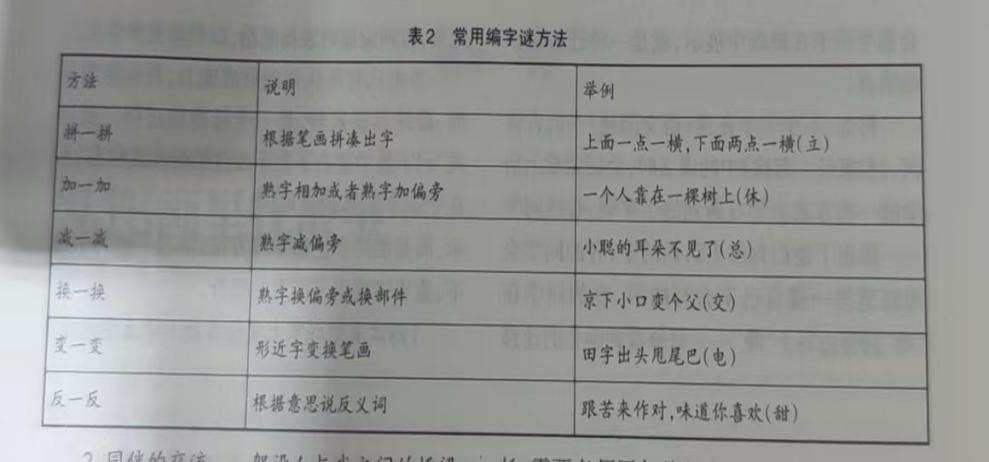 表2 常用编字谜方法
方法 说明 举例
拼一拼 根据笔画拼凑出字 上面一点一横,下面两点一横(立)
加一加 熟字相加或者熟字加偏旁 一个人靠在一棵树上(休)
减一减 熟字减偏旁 小聪的耳朵不见了(总)
换一换 熟字换偏旁或换部件 京下小口变个父(交)
变一变 形近字变换笔画 田字出头甩尾巴(电)
反一反 根据意思说反义词 跟苦来作对,味道你喜欢(甜)